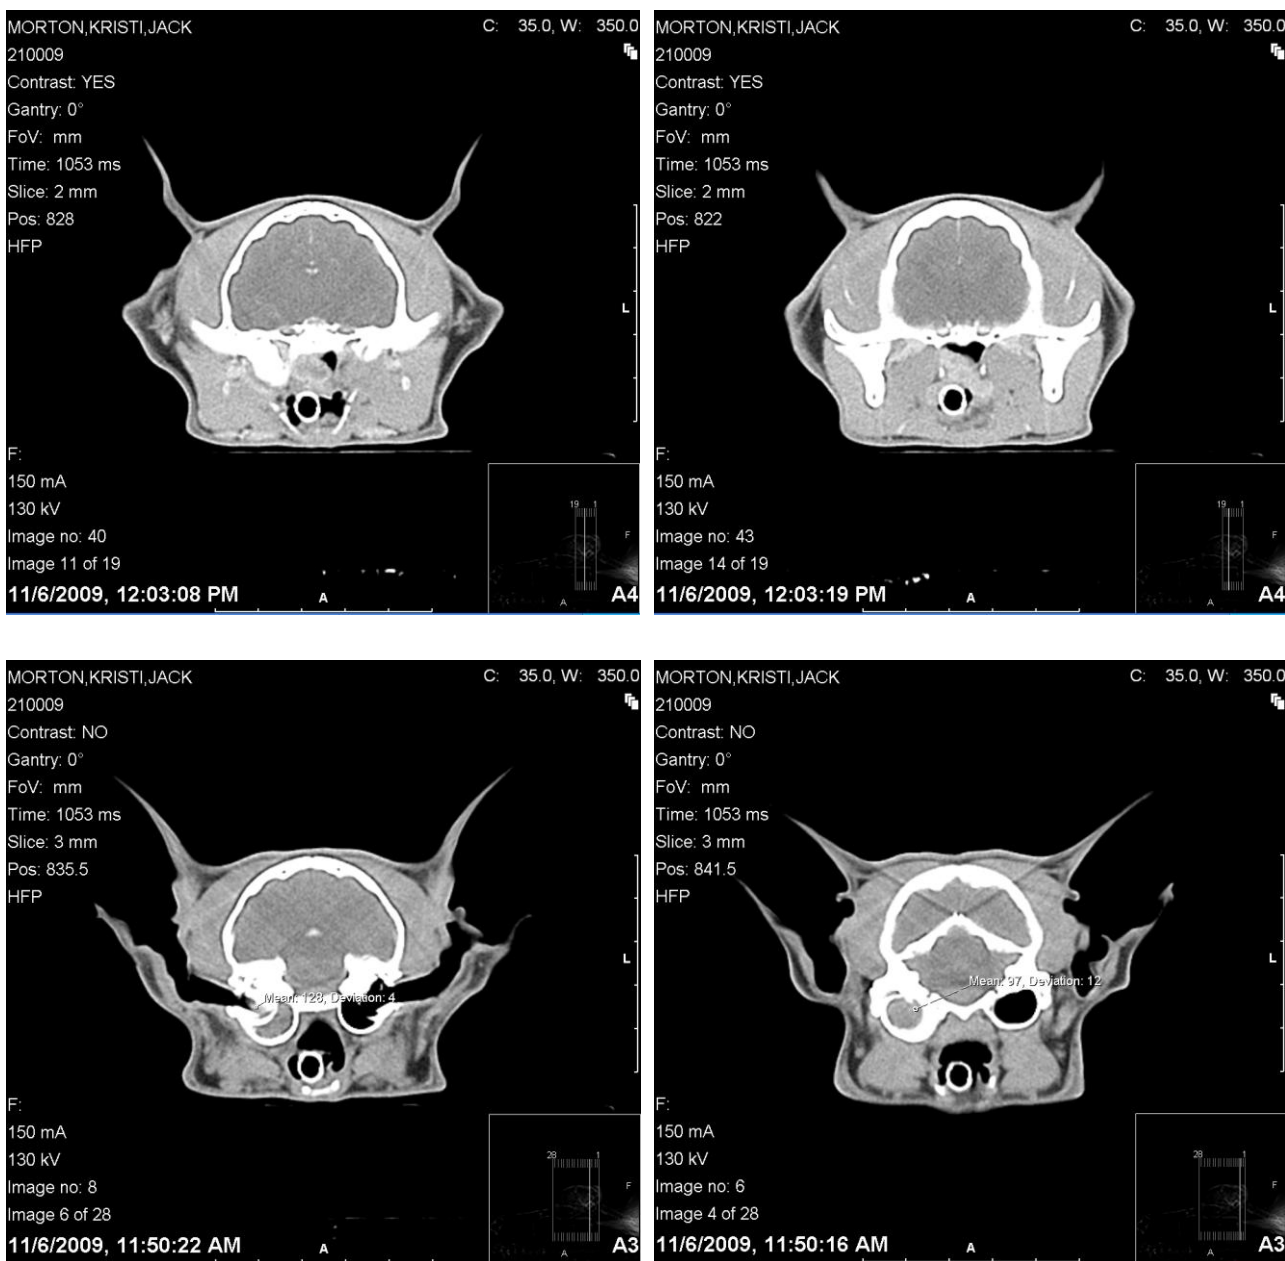 MORTON,KRISTI,JACK C: 35.0, W: 350.0
210009
Contrast: YES
Gantry: 0°
FoV: mm
Time: 1053 ms
Slice: 2 mm
Pos: 828
HFP
L
F:
150 mA
130 kV
Image no: 40
Image 11 of 19
11/6/2009, 12:03:08 PM
A
19 1
F
A
A4
MORTON,KRISTI,JACK C: 35.0, W: 350.0
210009
Contrast: YES
Gantry: 0°
FoV: mm
Time: 1053 ms
Slice: 2 mm
Pos: 822
HFP
L
F:
150 mA
130 kV
Image no: 43
Image 14 of 19
11/6/2009, 12:03:19 PM
A
19 1
F
A
A4
MORTON,KRISTI,JACK C: 35.0, W: 350.0
210009
Contrast: NO
Gantry: 0°
FoV: mm
Time: 1053 ms
Slice: 3 mm
Pos: 835.5
HFP
L
Mean: 128, Deviation: 4
F:
150 mA
130 kV
Image no: 8
Image 6 of 28
11/6/2009, 11:50:22 AM
A
28 1
F
A
A3
MORTON,KRISTI,JACK C: 35.0, W: 350.0
210009
Contrast: NO
Gantry: 0°
FoV: mm
Time: 1053 ms
Slice: 3 mm
Pos: 841.5
HFP
L
Mean: 97, Deviation: 12
F:
150 mA
130 kV
Image no: 6
Image 4 of 28
11/6/2009, 11:50:16 AM
A
28 1
F
A
A3